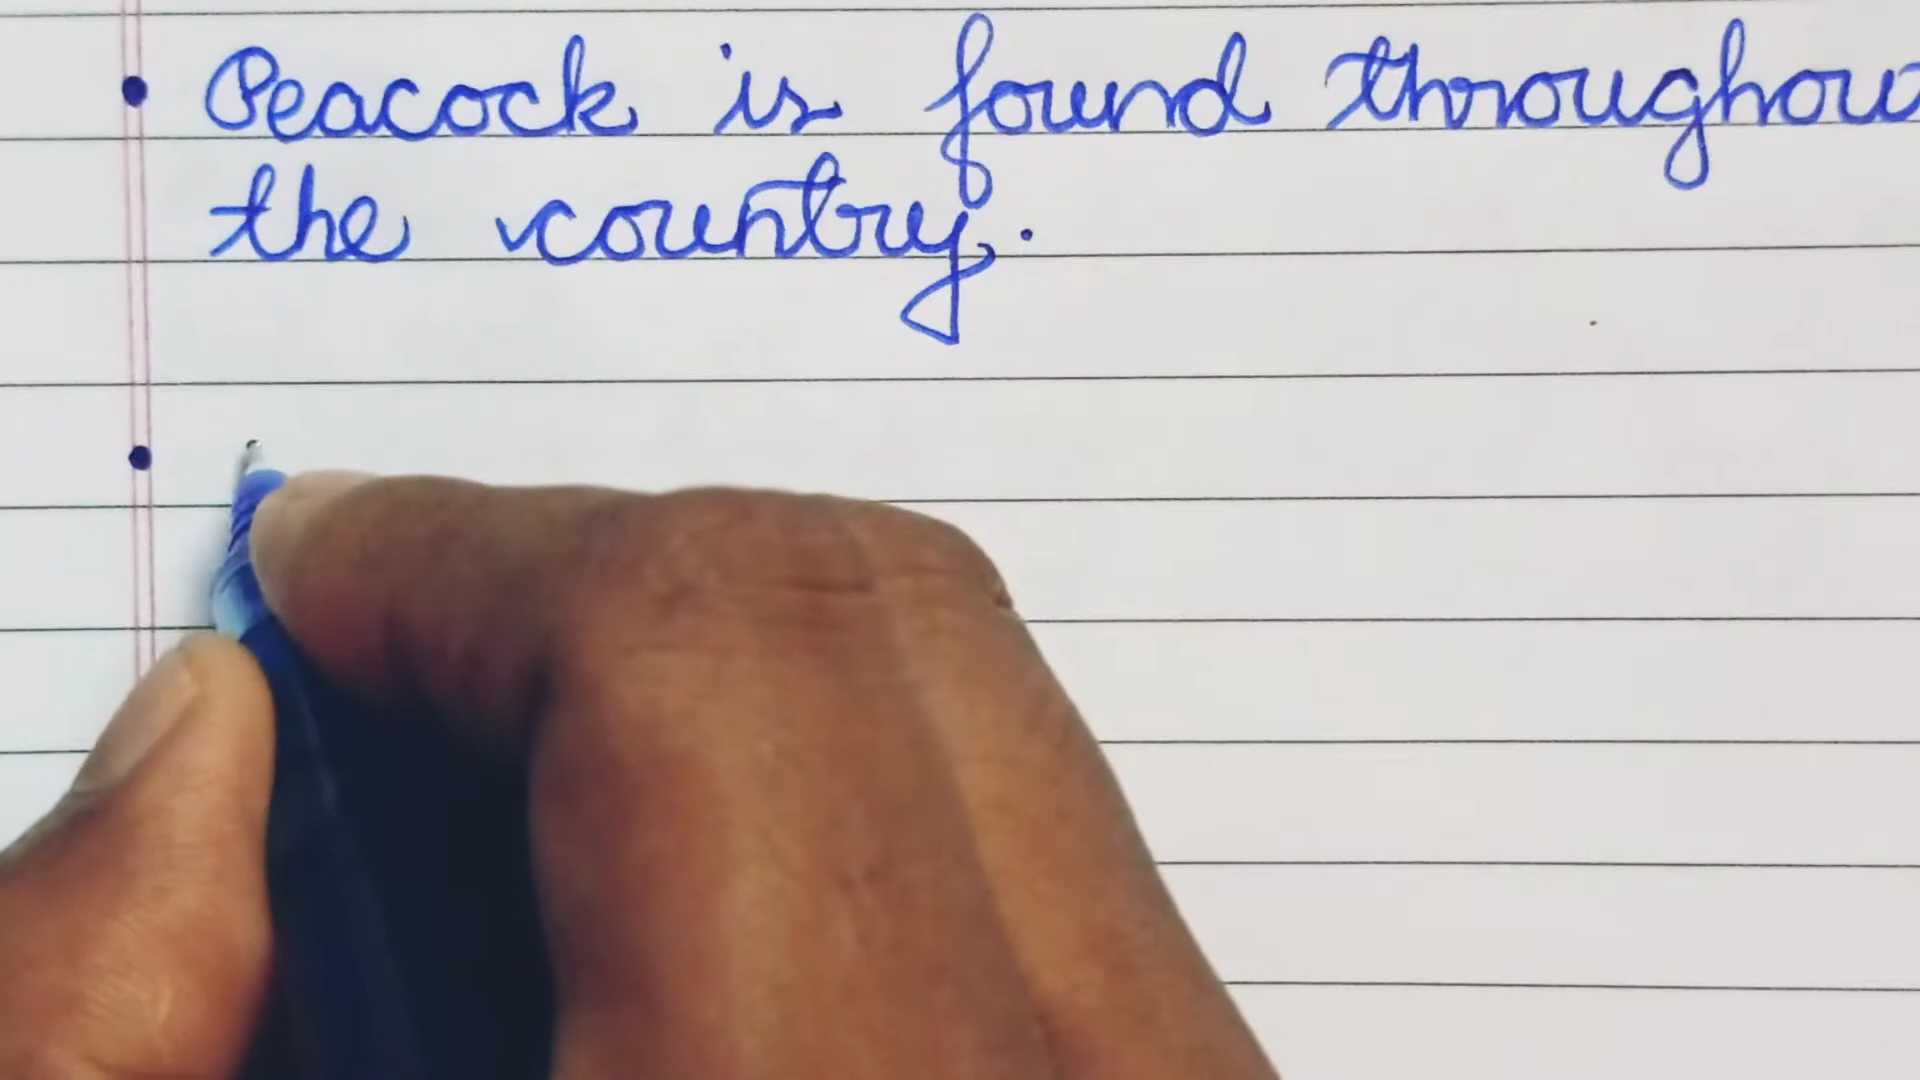 • Peacock is found throughou
the country.
•